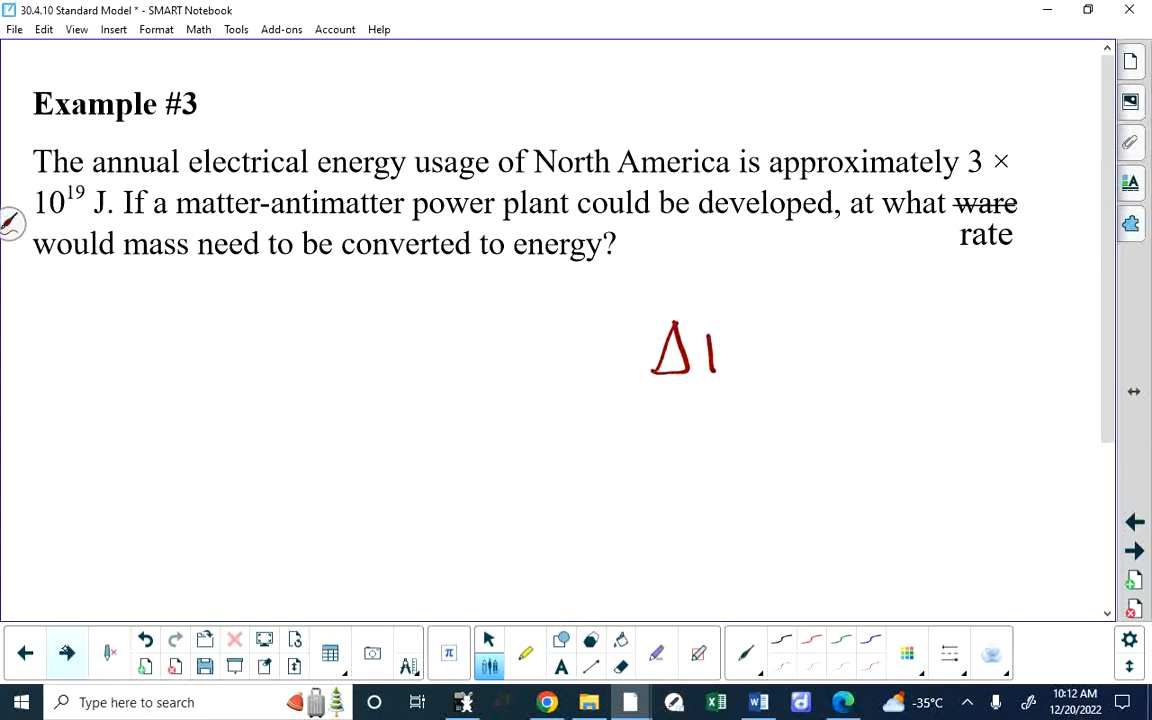 30.4.10 Standard Model * - SMART Notebook
File Edit View Insert Format Math Tools Add-ons Account Help
Example #3
The annual electrical energy usage of North America is approximately 3 ×
10¹⁹ J. If a matter-antimatter power plant could be developed, at what ware
would mass need to be converted to energy? rate
Δ
Type here to search
-35°C
10:12 AM
12/20/2022